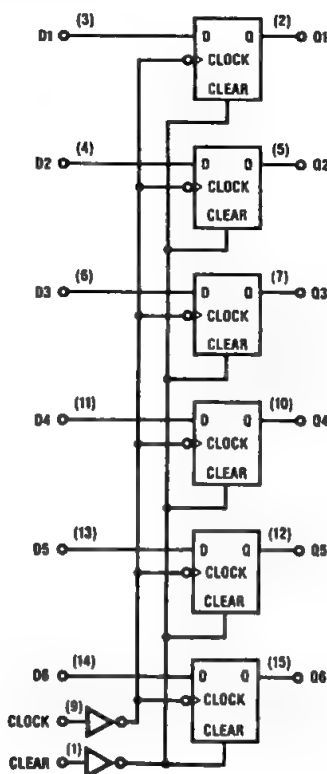 D1 (3) D Q (2) Q1
CLOCK
CLEAR
D2 (4) D Q (5) Q2
CLOCK
CLEAR
D3 (6) D Q (7) Q3
CLOCK
CLEAR
D4 (11) D Q (10) Q4
CLOCK
CLEAR
D5 (13) D Q (12) Q5
CLOCK
CLEAR
D6 (14) D Q (15) Q6
CLOCK
CLEAR
CLOCK (9)
CLEAR (1)